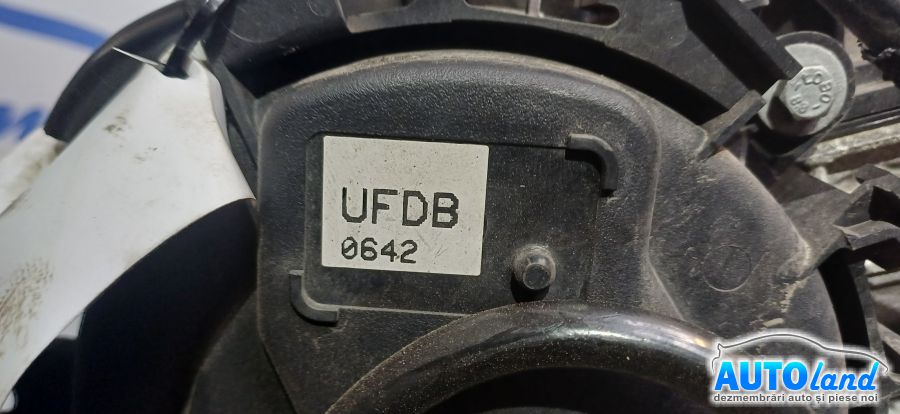 UFDB
0642
AUTOland
dezmembrări auto și piese noi